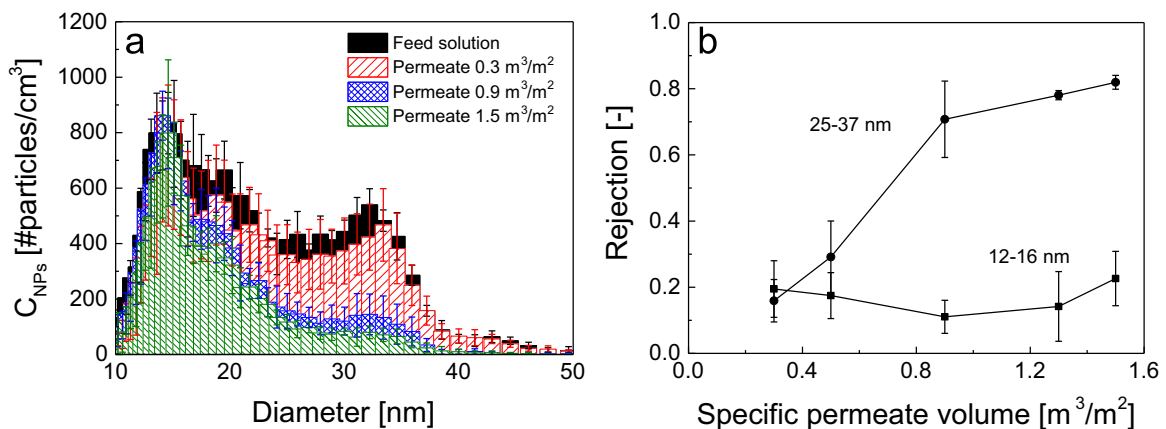 a
Feed solution
Permeate 0.3 m³/m²
Permeate 0.9 m³/m²
Permeate 1.5 m³/m²
C_NPs [#particles/cm³]
1200
1000
800
600
400
200
0
10
20
30
40
50
Diameter [nm]
b
25-37 nm
12-16 nm
Rejection [-]
1.0
0.8
0.6
0.4
0.2
0.0
0.0
0.4
0.8
1.2
1.6
Specific permeate volume [m³/m²]